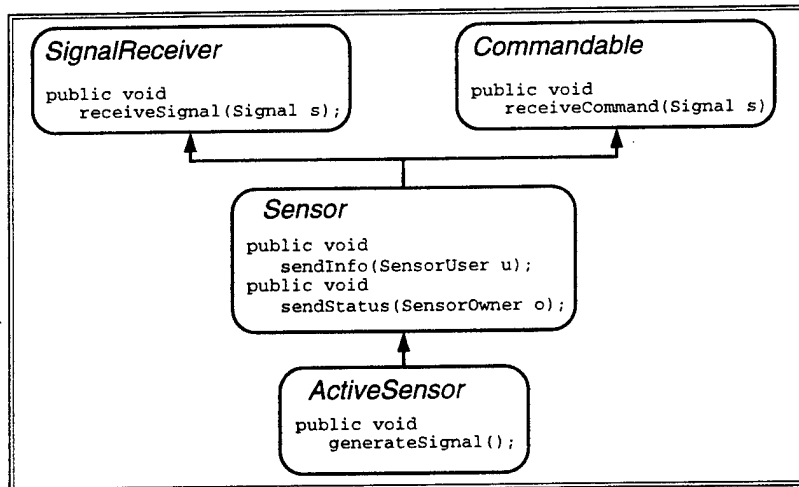 SignalReceiver
public void
receiveSignal(Signal s);
Commandable
public void
receiveCommand(Signal s)
Sensor
public void
sendInfo(SensorUser u);
public void
sendStatus(SensorOwner o);
ActiveSensor
public void
generateSignal();